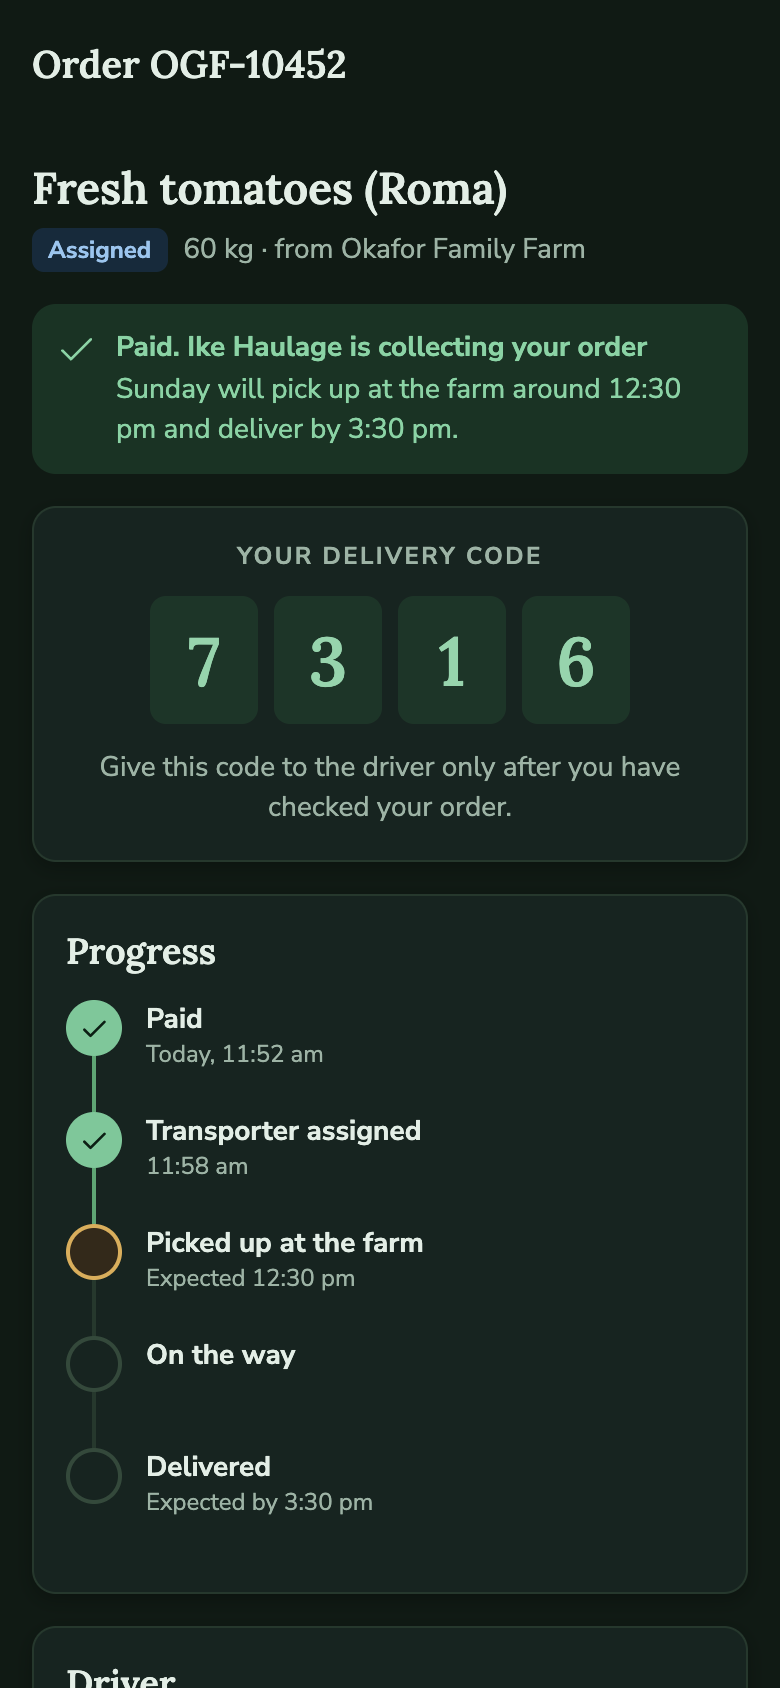 Order OGF-10452
Fresh tomatoes (Roma)
Assigned 60 kg · from Okafor Family Farm
Paid. Ike Haulage is collecting your order
Sunday will pick up at the farm around 12:30
pm and deliver by 3:30 pm.
YOUR DELIVERY CODE
7 3 1 6
Give this code to the driver only after you have
checked your order.
Progress
Paid
Today, 11:52 am
Transporter assigned
11:58 am
Picked up at the farm
Expected 12:30 pm
On the way
Delivered
Expected by 3:30 pm
Driver